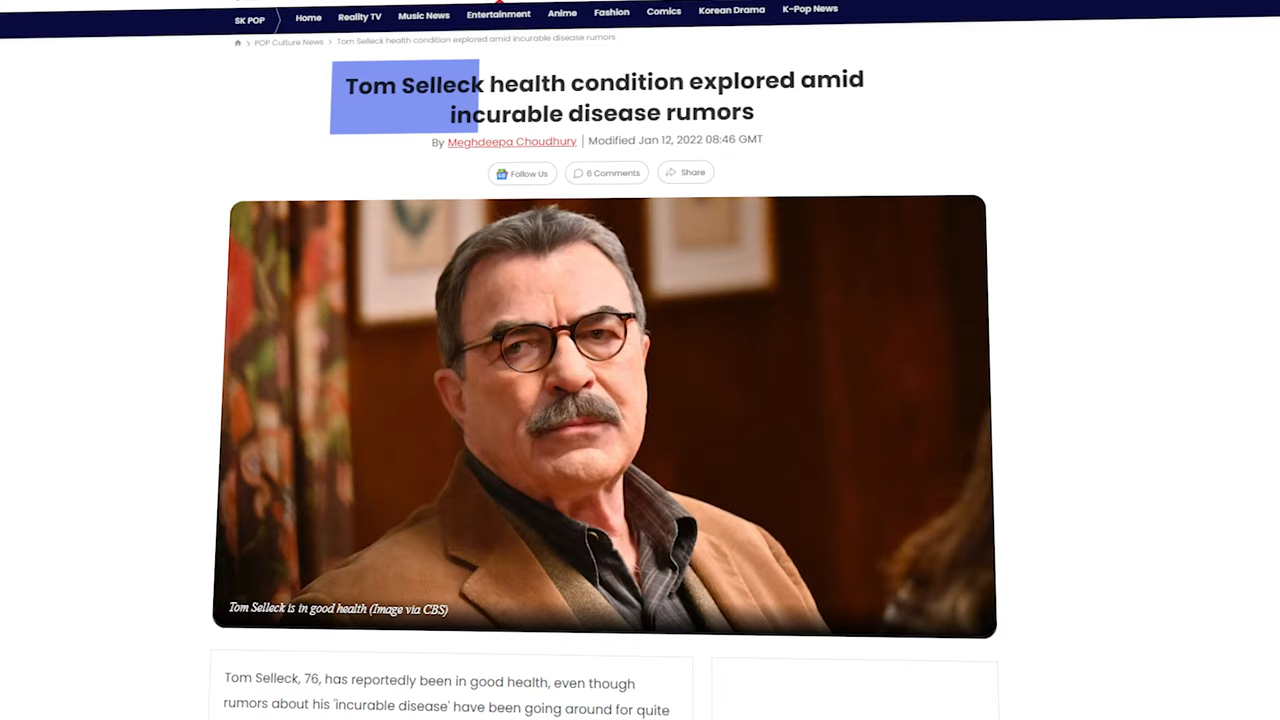 SK POP Home Reality TV Music News Entertainment Anime Fashion Comics Korean Drama K-Pop News
POP Culture News > Tom Selleck health condition explored amid incurable disease rumors
Tom Selleck health condition explored amid
incurable disease rumors
By Meghdeepa Choudhury | Modified Jan 12, 2022 08:46 GMT
Follow Us 6 Comments Share
Tom Selleck is in good health (Image via CBS)
Tom Selleck, 76, has reportedly been in good health, even though
rumors about his 'incurable disease' have been going around for quite